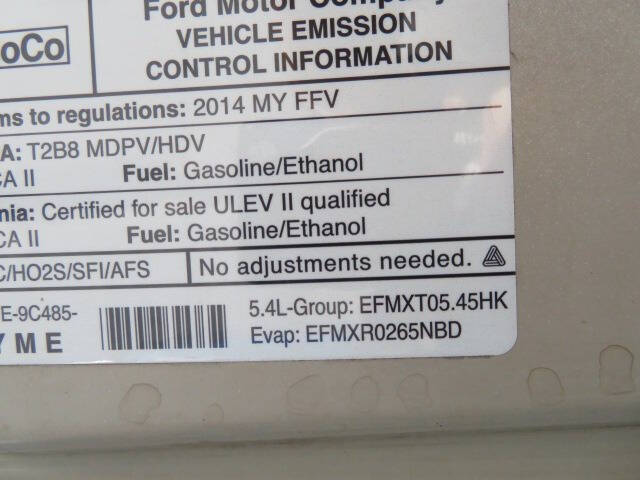 oCo
Ford Motor Company
VEHICLE EMISSION
CONTROL INFORMATION
ms to regulations: 2014 MY FFV
A: T2B8 MDPV/HDV
CA II Fuel: Gasoline/Ethanol
nia: Certified for sale ULEV II qualified
CA II Fuel: Gasoline/Ethanol
C/HO2S/SFI/AFS No adjustments needed.
E-9C485- 5.4L-Group: EFMXT05.45HK
YME Evap: EFMXR0265NBD